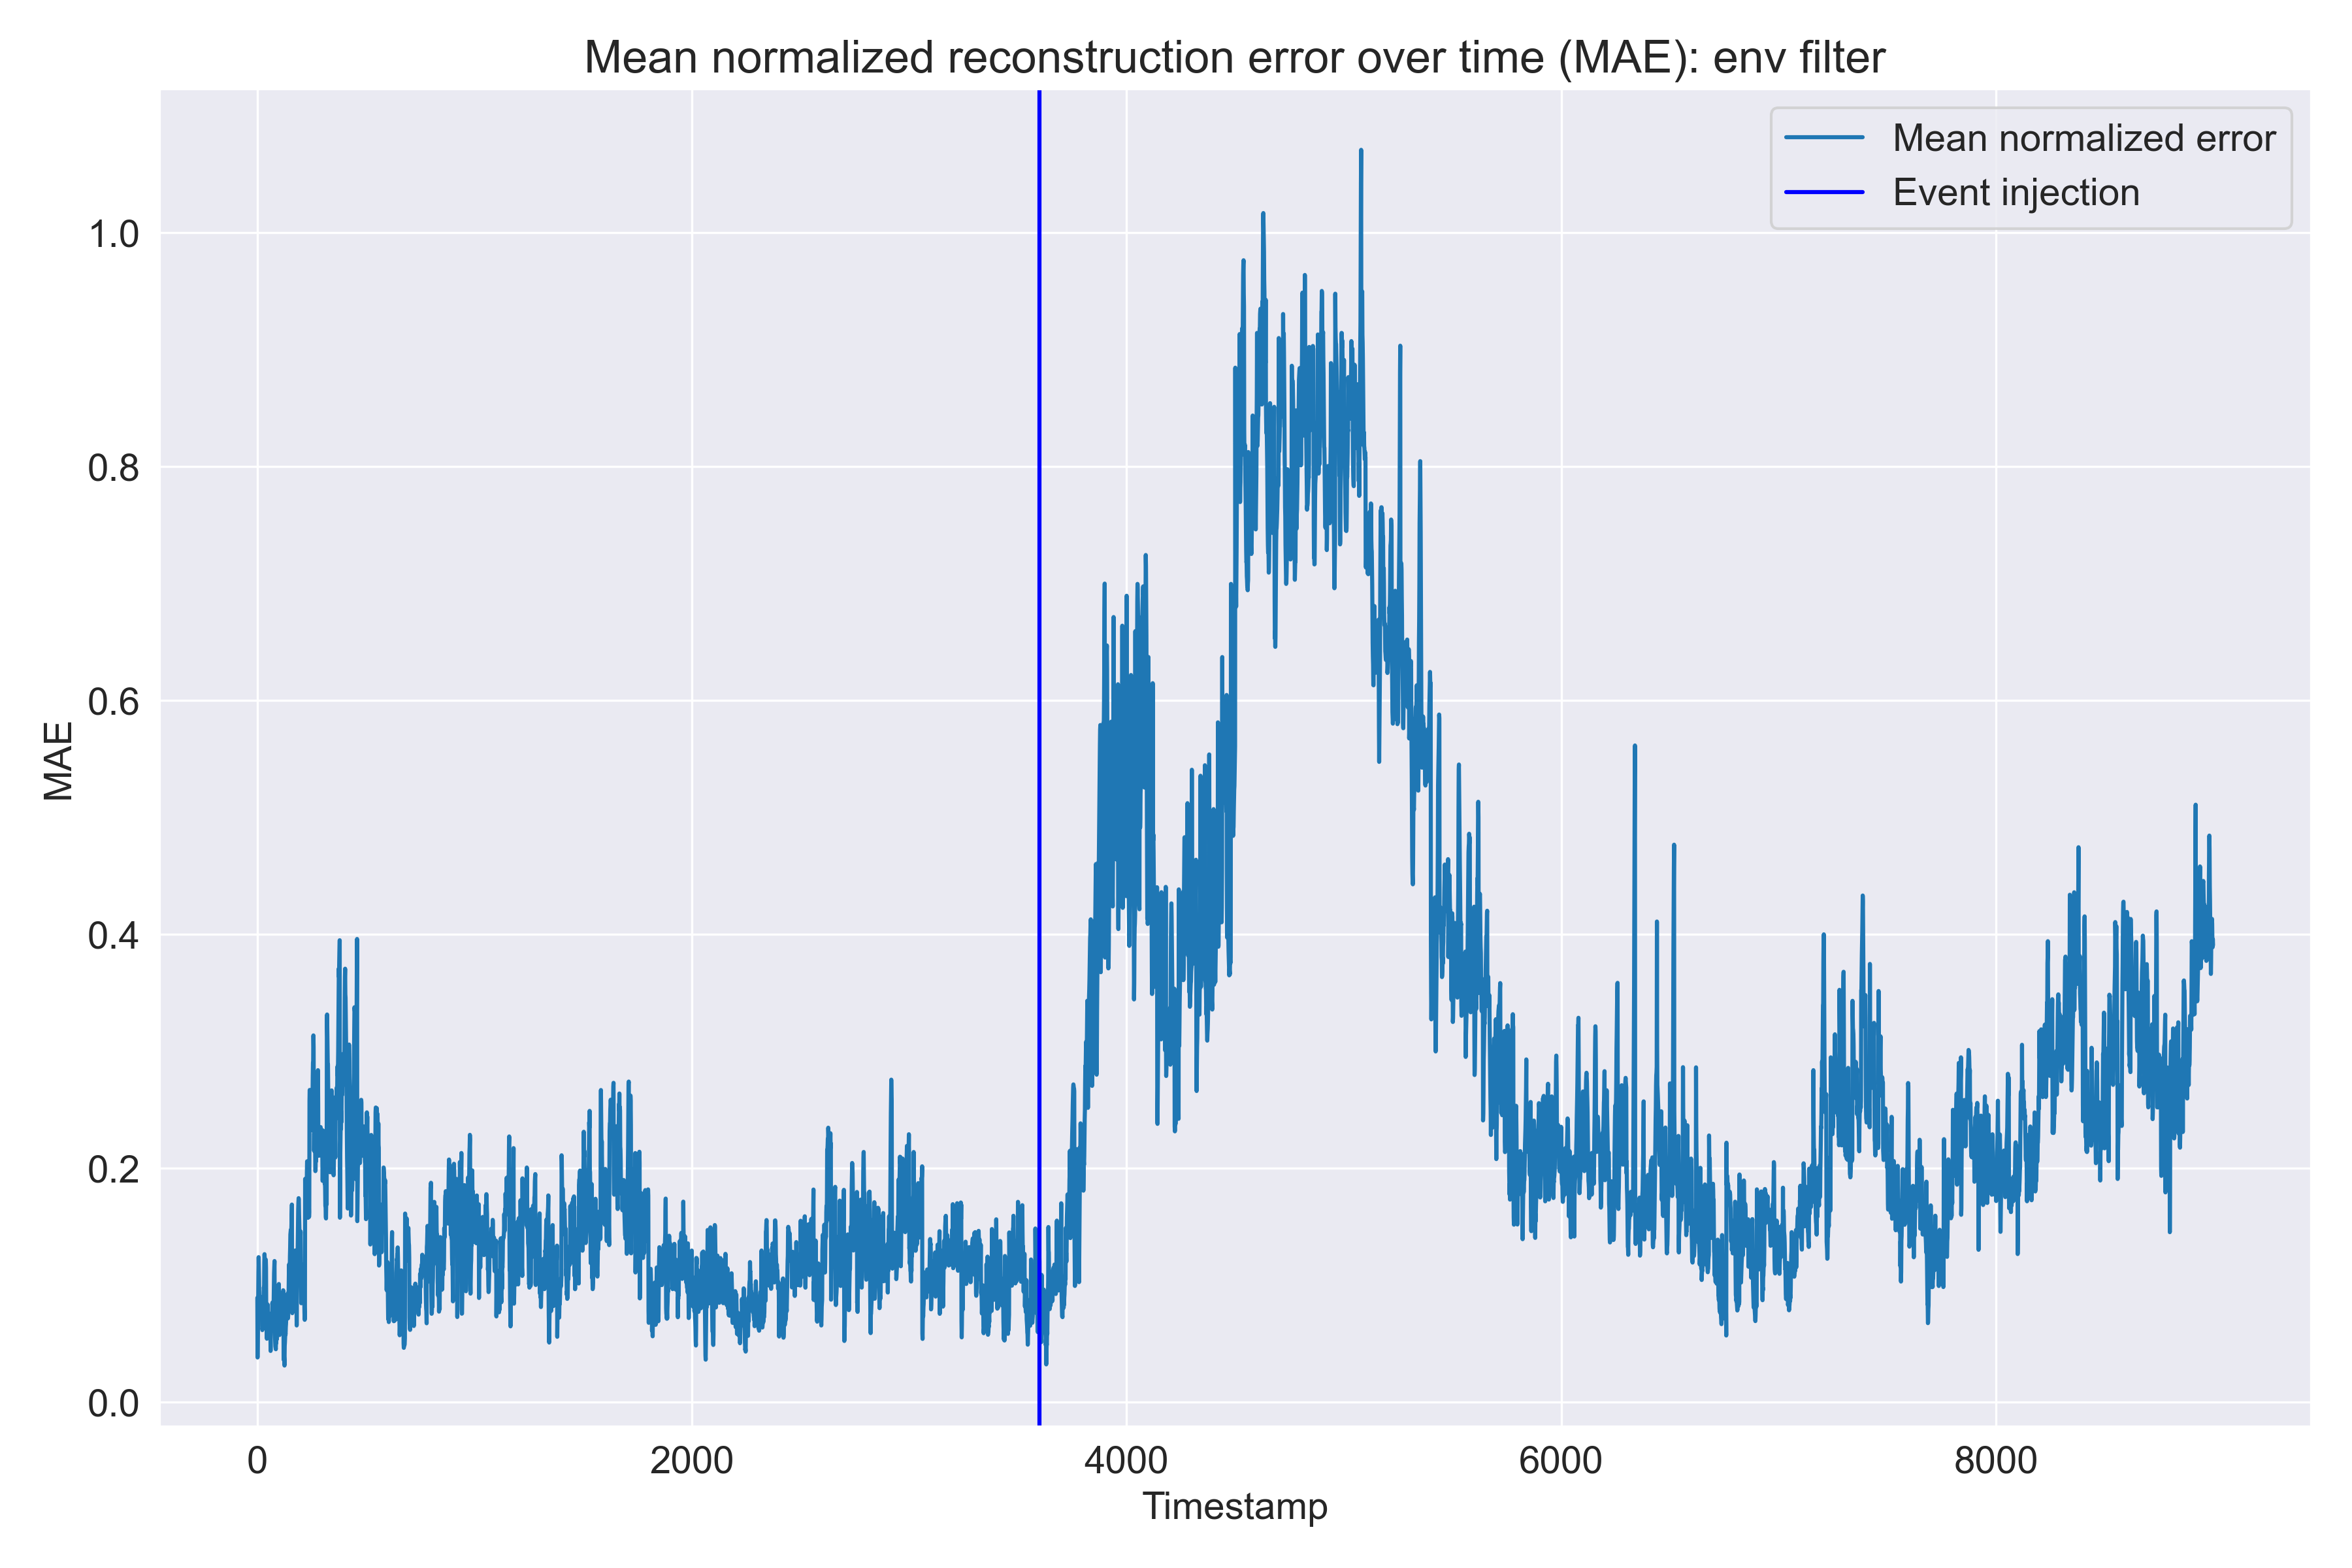 Mean normalized reconstruction error over time (MAE): env filter
Mean normalized error
Event injection
MAE
1.0
0.8
0.6
0.4
0.2
0.0
0 2000 4000 6000 8000
Timestamp